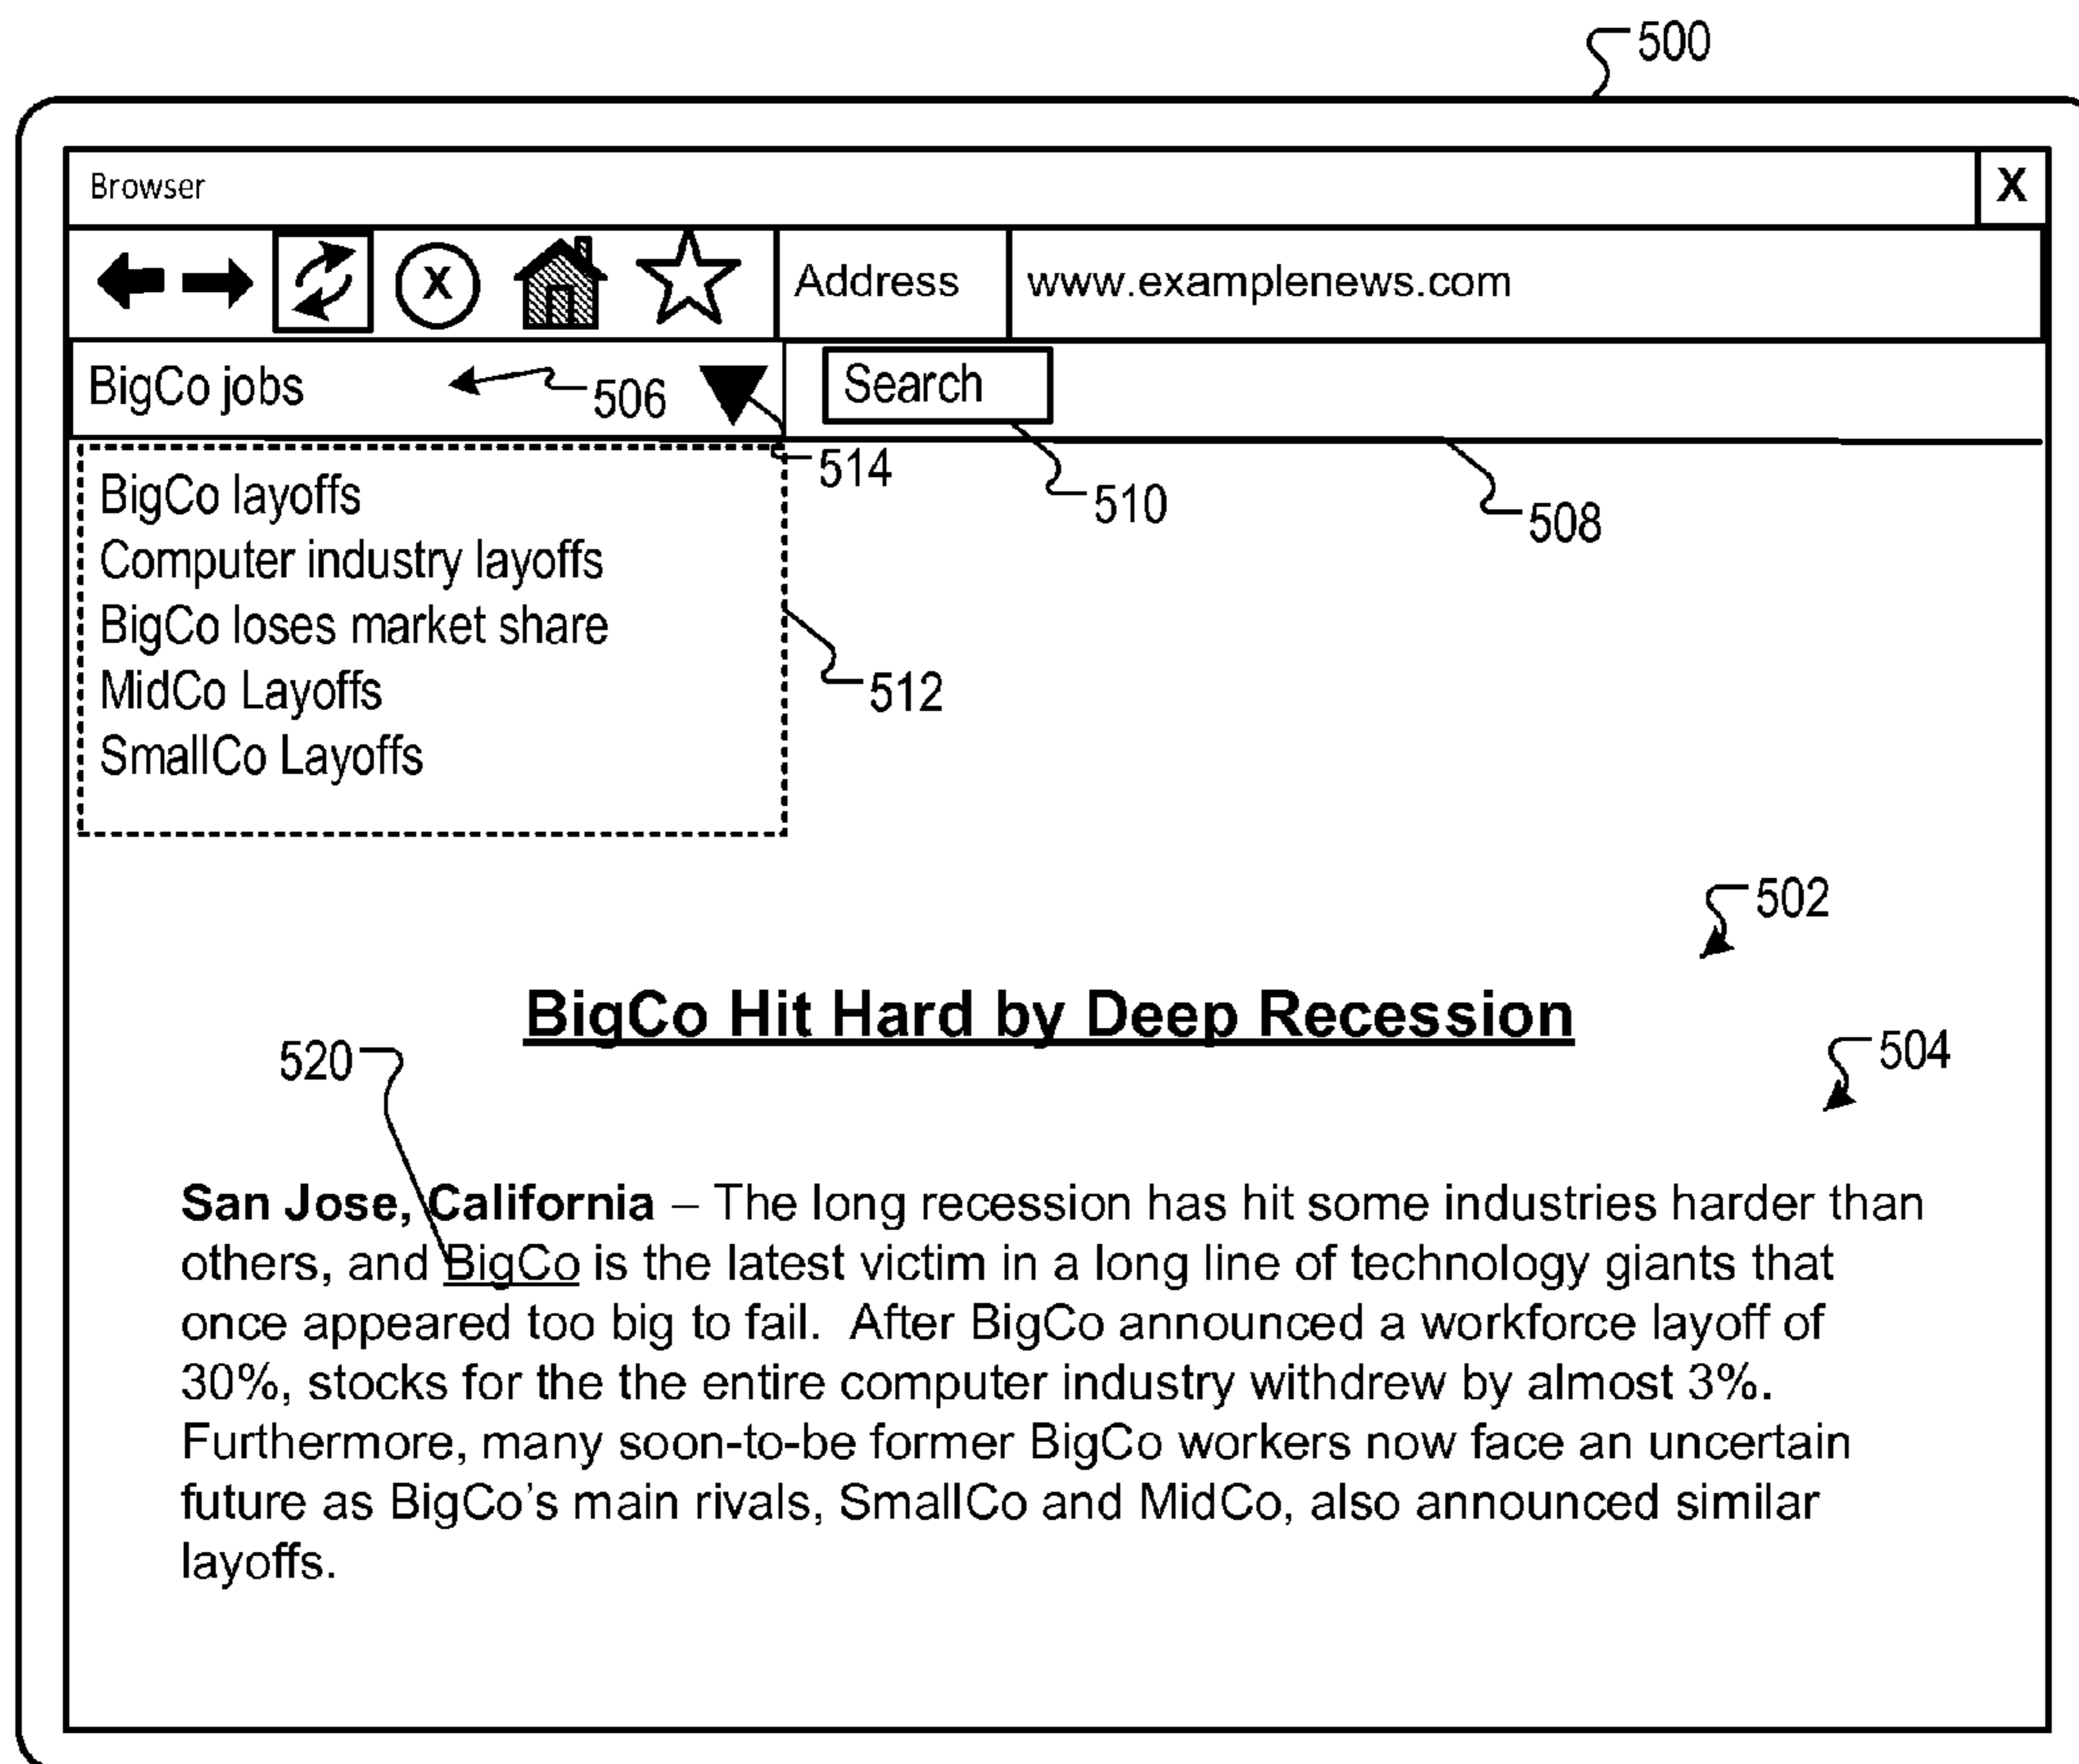 500
Browser X
X Address www.examplenews.com
BigCo jobs 506 Search
514
510
508
BigCo layoffs
Computer industry layoffs
BigCo loses market share
MidCo Layoffs
SmallCo Layoffs
512
502
BigCo Hit Hard by Deep Recession
520
504
San Jose, California – The long recession has hit some industries harder than
others, and BigCo is the latest victim in a long line of technology giants that
once appeared too big to fail.  After BigCo announced a workforce layoff of
30%, stocks for the the entire computer industry withdrew by almost 3%.
Furthermore, many soon-to-be former BigCo workers now face an uncertain
future as BigCo’s main rivals, SmallCo and MidCo, also announced similar
layoffs.